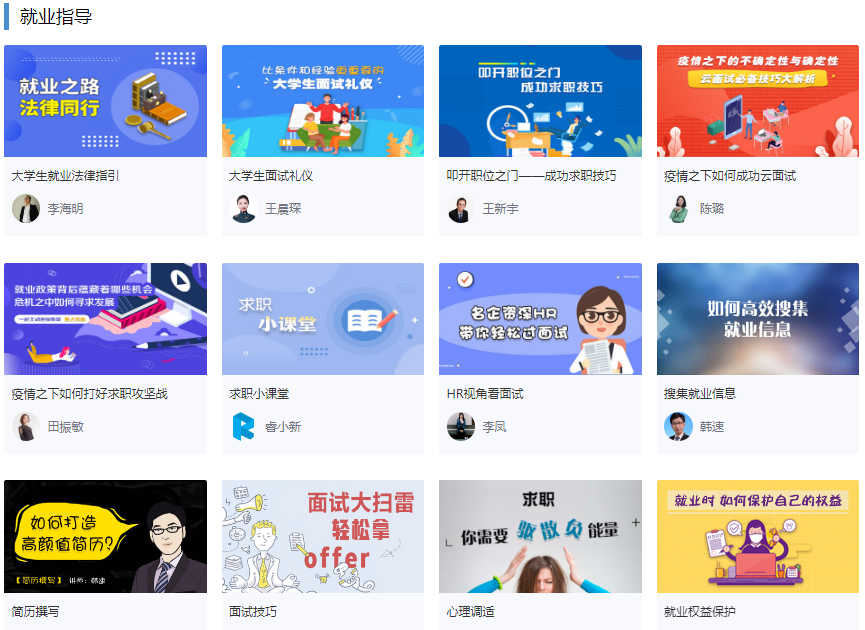 就业指导
就业之路
法律同行
比条件和经验更重要的
大学生面试礼仪
叩开职位之门
成功求职技巧
疫情之下的不确定性与确定性
云面试必备技巧大解析
大学生就业法律指引
大学生面试礼仪
叩开职位之门——成功求职技巧
疫情之下如何成功云面试
李海明
王晨琛
王新宇
陈璐
就业政策背后蕴藏着哪些机会
危机之中如何寻求发展
求职
小课堂
名企资深HR
带你轻松过面试
如何高效搜集
就业信息
疫情之下如何打好求职攻坚战
求职小课堂
HR视角看面试
搜集就业信息
田振敏
睿小新
李凤
韩速
如何打造
高颜值简历?
【简历撰写】 讲师：韩速
面试大扫雷
轻松拿
offer
求职
你需要 驱散负能量
就业时 如何保护自己的权益
简历撰写
面试技巧
心理调适
就业权益保护